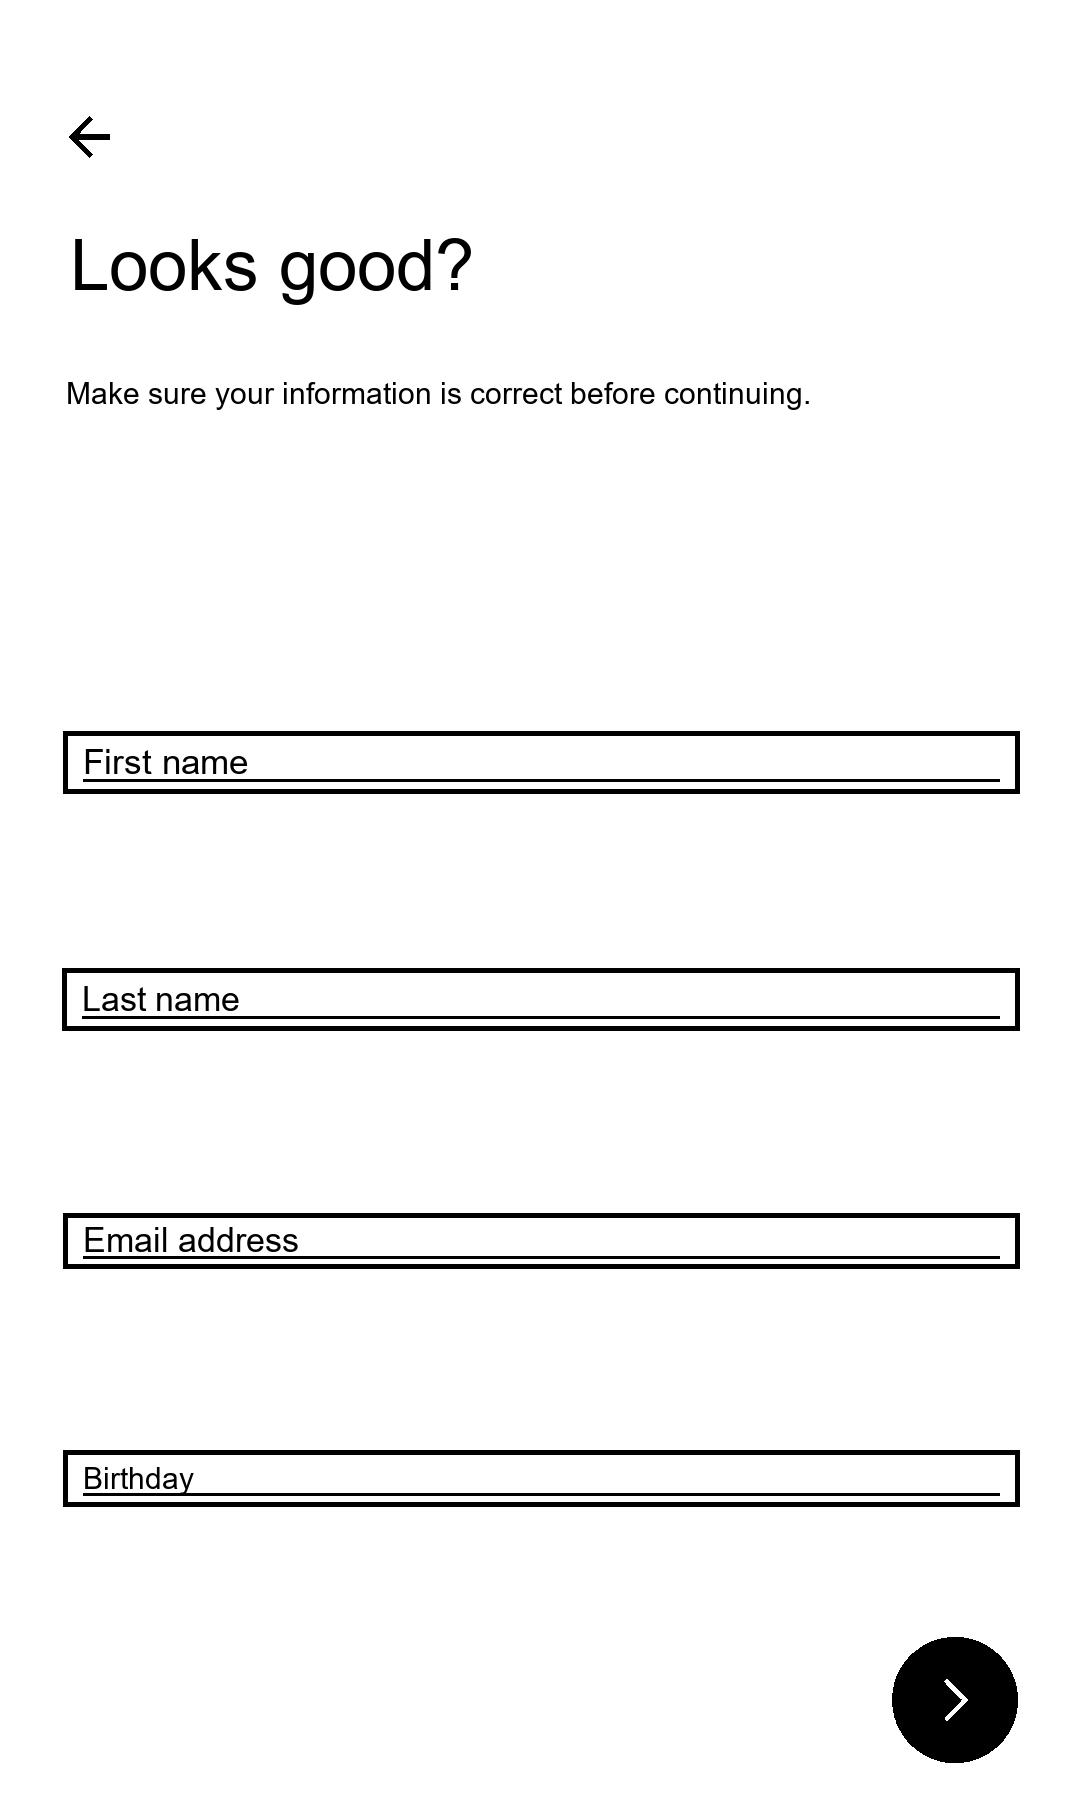 Looks good?
Make sure your information is correct before continuing.
First name
Last name
Email address
Birthday